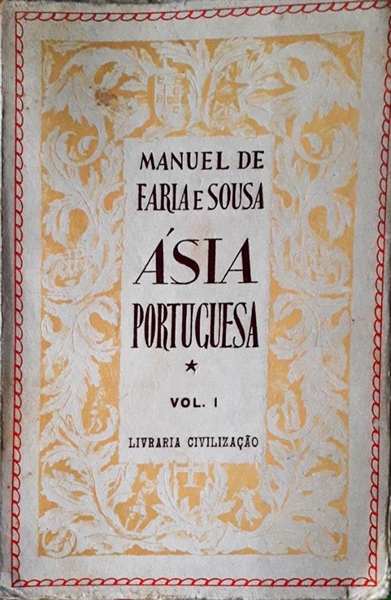 MANUEL DE
FARIA E SOUSA
ÁSIA
PORTUGUESA
VOL. I
LIVRARIA CIVILIZAÇÃO